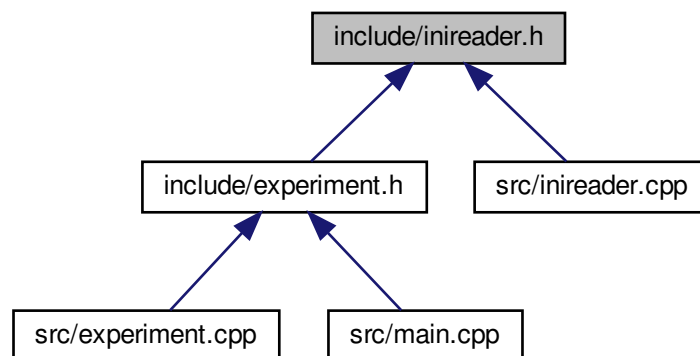 include/inireader.h
include/experiment.h
src/inireader.cpp
src/experiment.cpp
src/main.cpp